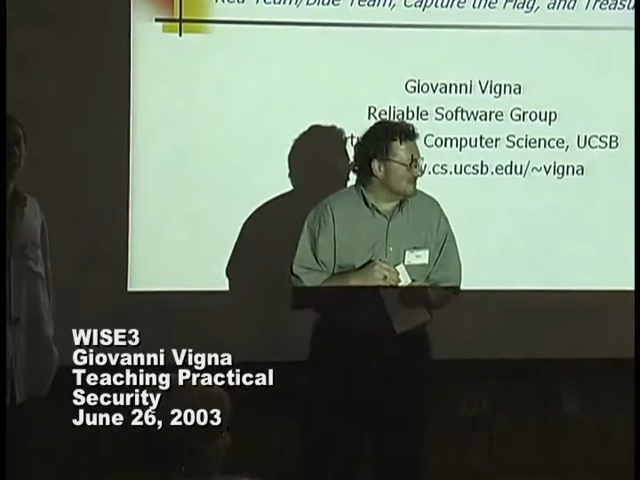 Red Team/Blue Team, Capture the Flag, and
Giovanni Vigna
Reliable Software Group
Computer Science, UCSB
.cs.ucsb.edu/~vigna
WISE3
Giovanni Vigna
Teaching Practical
Security
June 26, 2003